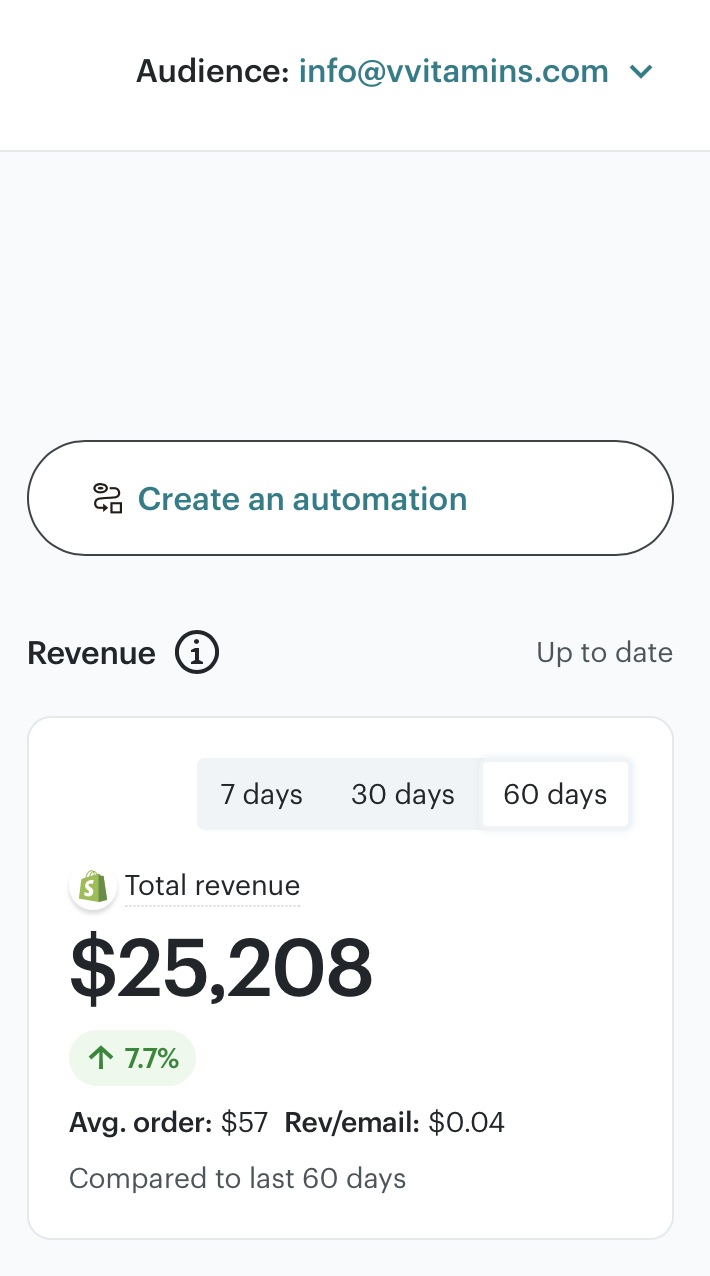 Audience: info@vvitamins.com
Create an automation
Revenue
Up to date
7 days 30 days 60 days
Total revenue
$25,208
7.7%
Avg. order: $57 Rev/email: $0.04
Compared to last 60 days